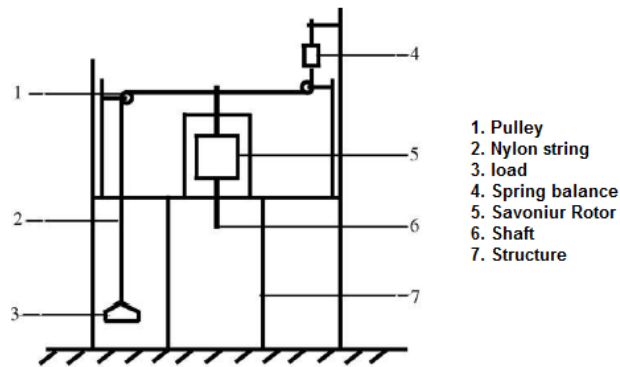 1
2
3
4
5
6
7
1. Pulley
2. Nylon string
3. load
4. Spring balance
5. Savoniur Rotor
6. Shaft
7. Structure